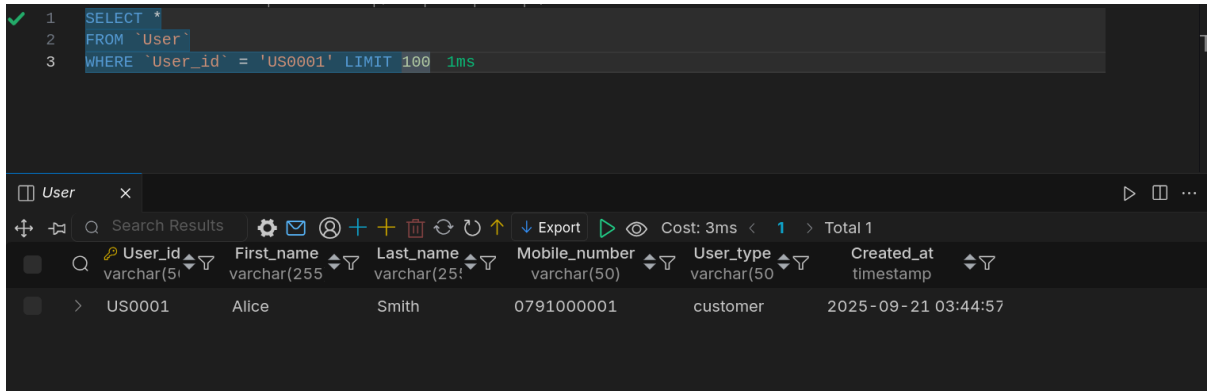 1 SELECT *
2 FROM `User`
3 WHERE `User_id` = 'US0001' LIMIT 100 1ms
User
Search Results Export Cost: 3ms 1 Total 1
User_id First_name Last_name Mobile_number User_type Created_at
varchar(5 varchar(255 varchar(25 varchar(50) varchar(50 timestamp
US0001 Alice Smith 0791000001 customer 2025-09-21 03:44:57